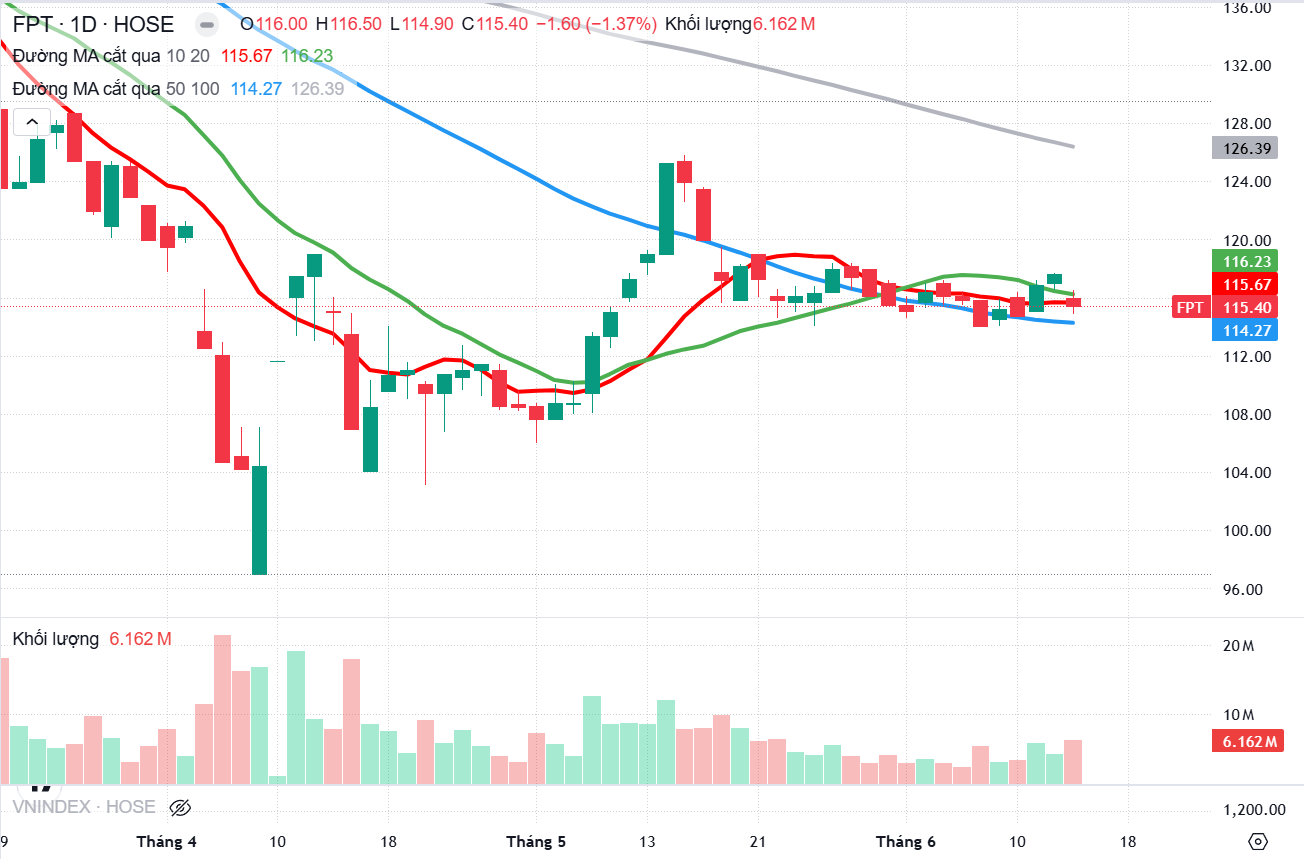 FPT · 1D · HOSE O116.00 H116.50 L114.90 C115.40 −1.60 (−1.37%) Khối lượng6.162 M
Đường MA cắt qua 10 20 115.67 116.23
Đường MA cắt qua 50 100 114.27 126.39
136.00
132.00
128.00
126.39
124.00
120.00
116.23
115.67
FPT 115.40
114.27
112.00
108.00
104.00
100.00
96.00
Khối lượng 6.162 M
20 M
10 M
6.162 M
VNINDEX · HOSE
1,200.00
9 Tháng 4 10 18 Tháng 5 13 21 Tháng 6 10 18